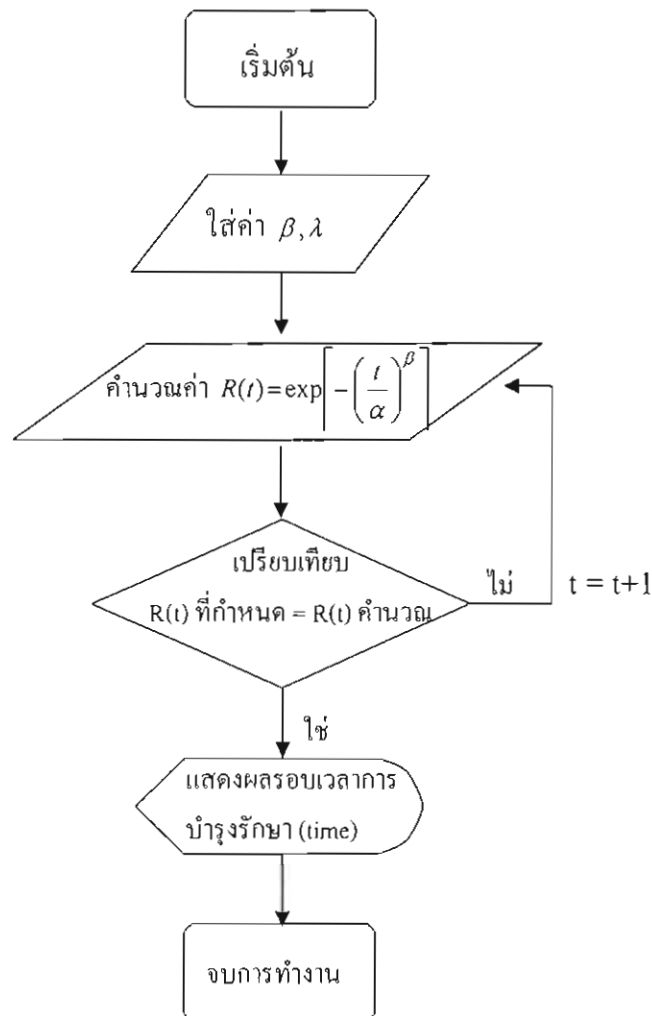 เริ่มต้น
ใส่ค่า β, λ
คำนวณค่า R(t) = exp[-(t/α)^β]
เปรียบเทียบ
R(t) ที่กำหนด = R(t) คำนวณ
ไม่
t = t+1
ใช่
แสดงผลรอบเวลาการ
บำรุงรักษา (time)
จบการทำงาน